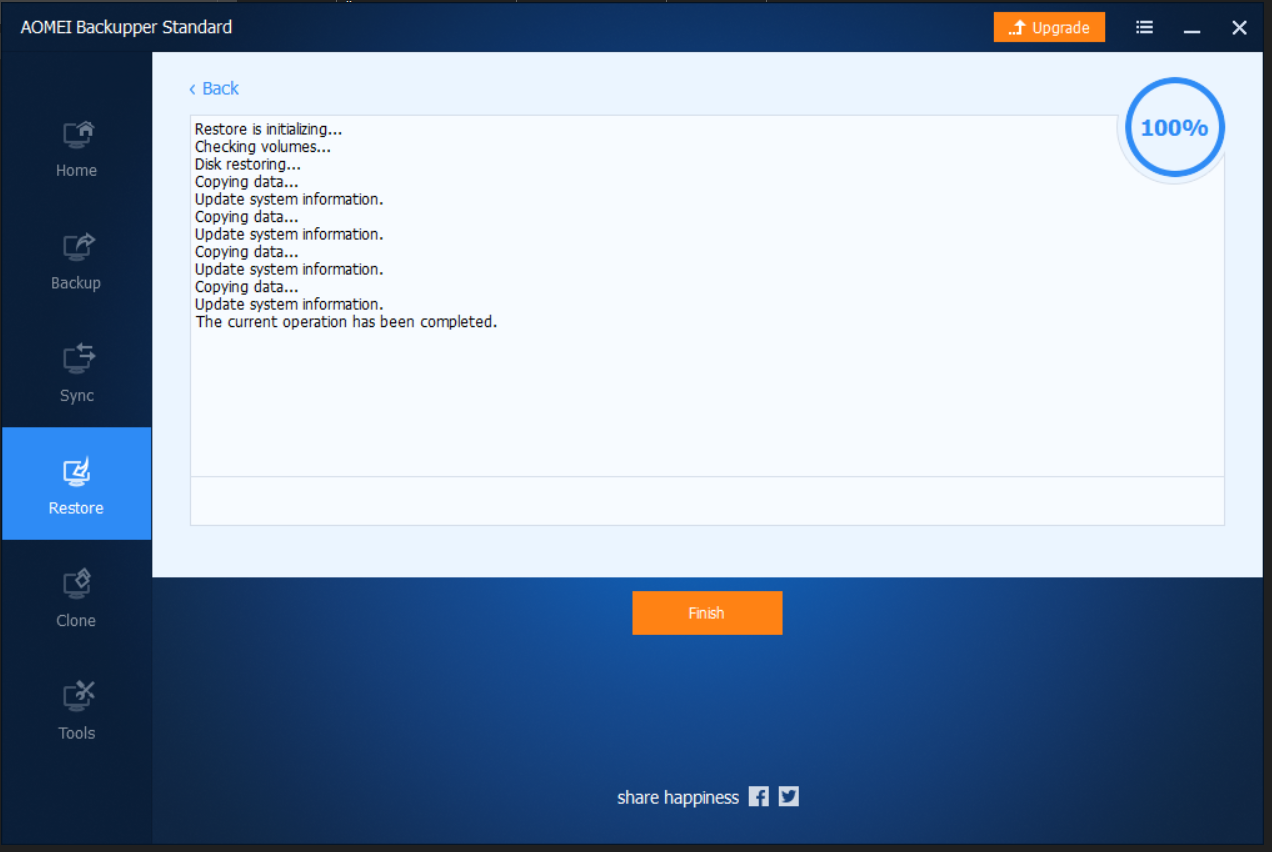 AOMEI Backupper Standard
Upgrade
‹ Back
100%
Restore is initializing...
Checking volumes...
Disk restoring...
Copying data...
Update system information.
Copying data...
Update system information.
Copying data...
Update system information.
Copying data...
Update system information.
The current operation has been completed.
Home
Backup
Sync
Restore
Clone
Tools
Finish
share happiness